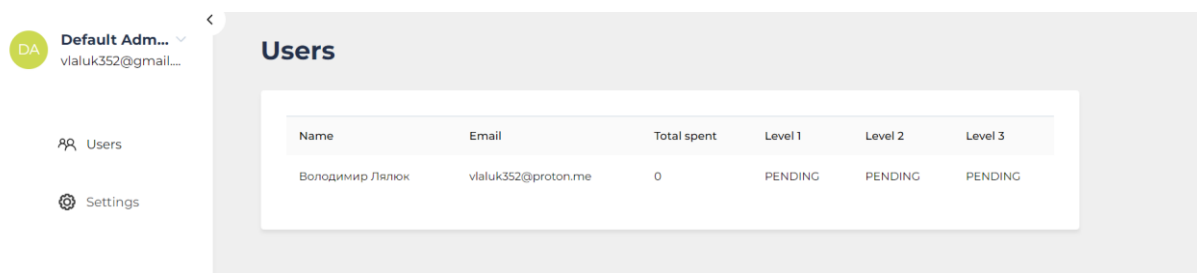 DA
Default Adm...
vlaluk352@gmail....
Users
Settings
Users
Name Email Total spent Level 1 Level 2 Level 3
Володимир Лялюк vlaluk352@proton.me 0 PENDING PENDING PENDING